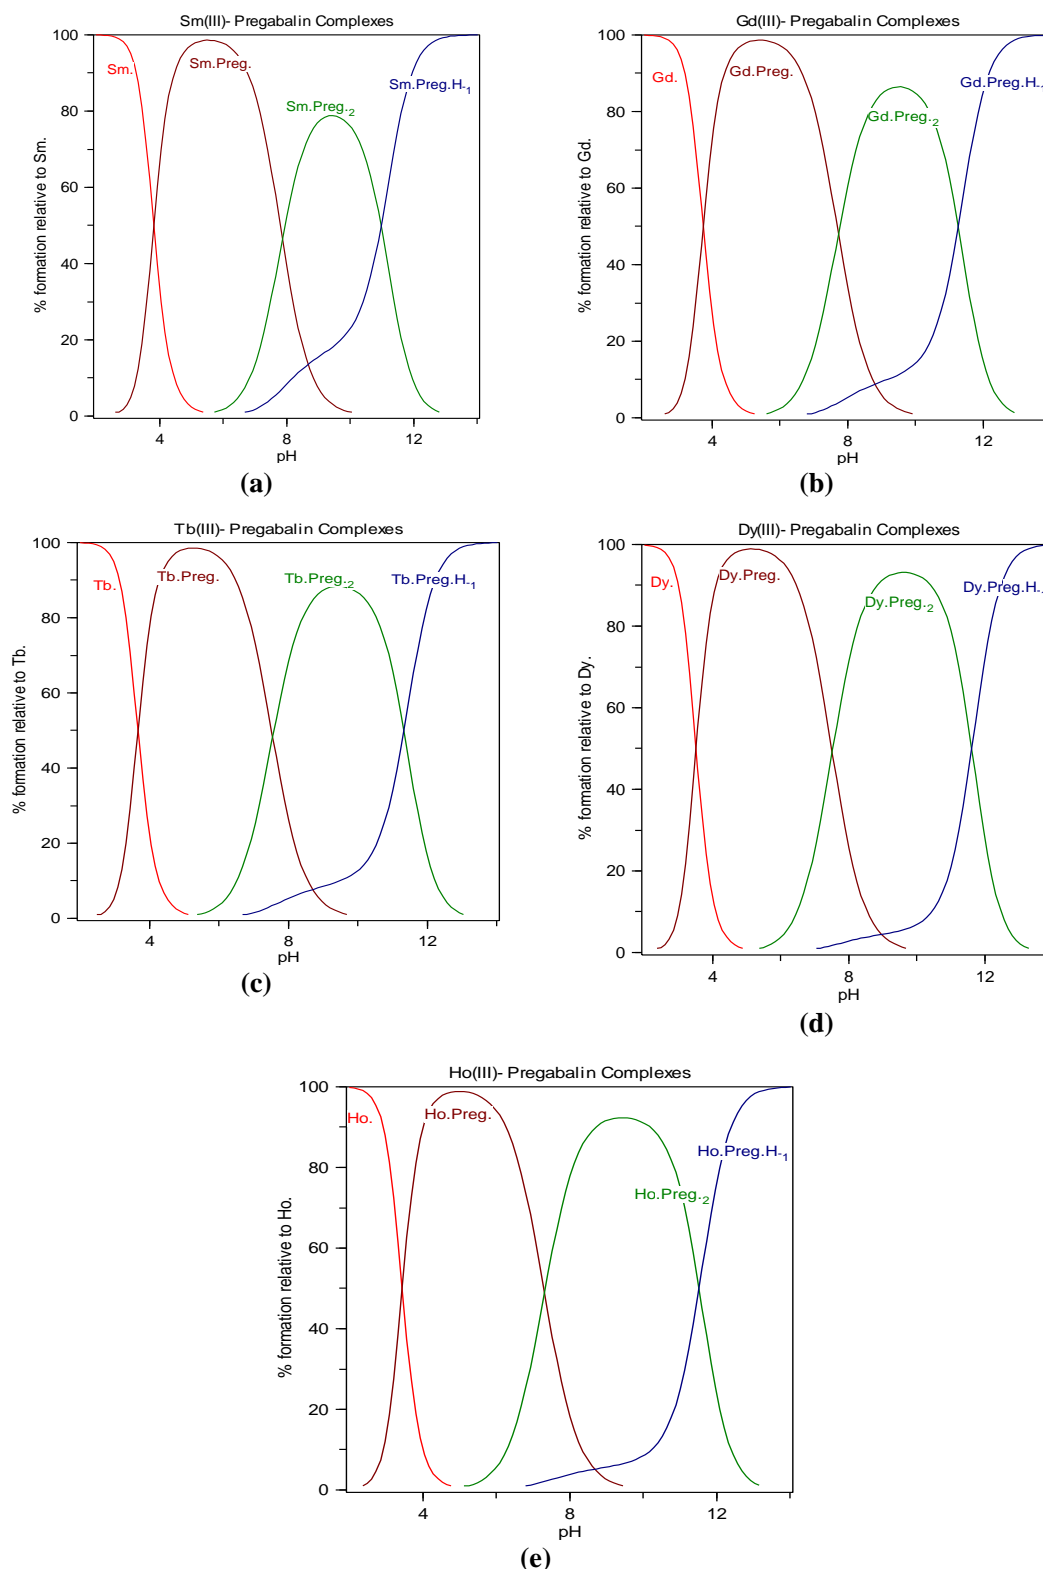 Sm(III)- Pregabalin Complexes
% formation relative to Sm.
100
80
60
40
20
0
Sm.
Sm.Preg.
Sm.Preg.2
Sm.Preg.H-1
4 8 12
pH
(a)
Gd(III)- Pregabalin Complexes
% formation relative to Gd.
100
80
60
40
20
0
Gd.
Gd.Preg.
Gd.Preg.2
Gd.Preg.H-
4 8 12
pH
(b)
Tb(III)- Pregabalin Complexes
% formation relative to Tb.
100
80
60
40
20
0
Tb.
Tb.Preg.
Tb.Preg.2
Tb.Preg.H-1
4 8 12
pH
(c)
Dy(III)- Pregabalin Complexes
% formation relative to Dy.
100
80
60
40
20
0
Dy.
Dy.Preg.
Dy.Preg.2
Dy.Preg.H-
4 8 12
pH
(d)
Ho(III)- Pregabalin Complexes
% formation relative to Ho.
100
80
60
40
20
0
Ho.
Ho.Preg.
Ho.Preg.2
Ho.Preg.H-1
4 8 12
pH
(e)